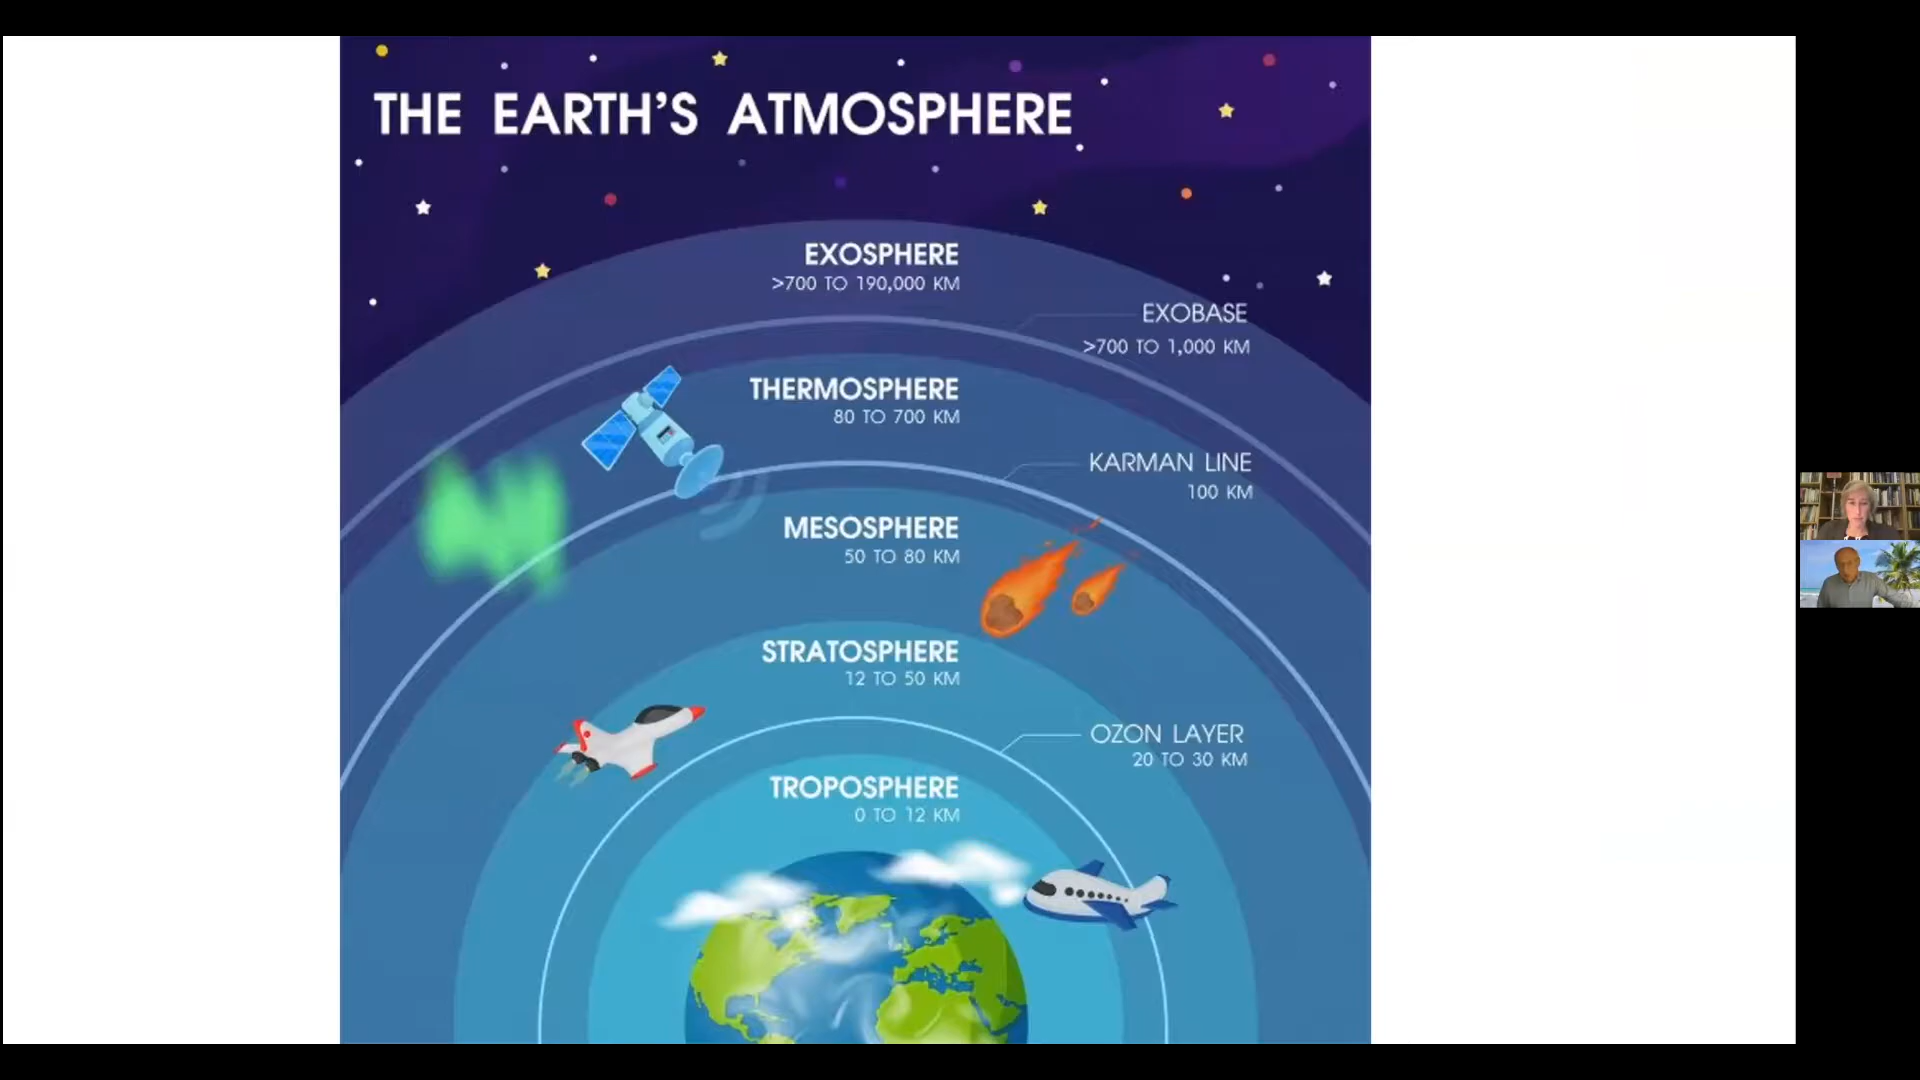 THE EARTH'S ATMOSPHERE
EXOSPHERE
>700 TO 190,000 KM
EXOBASE
>700 TO 1,000 KM
THERMOSPHERE
80 TO 700 KM
KARMAN LINE
100 KM
MESOSPHERE
50 TO 80 KM
STRATOSPHERE
12 TO 50 KM
OZON LAYER
20 TO 30 KM
TROPOSPHERE
0 TO 12 KM